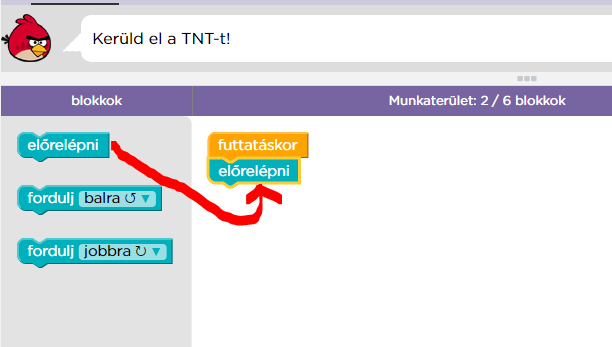 Kerüld el a TNT-t!
blokkok
Munkaterület: 2 / 6 blokkok
előrelépni
fordulj balra ↺ ▼
fordulj jobbra ↻ ▼
futtatáskor
előrelépni